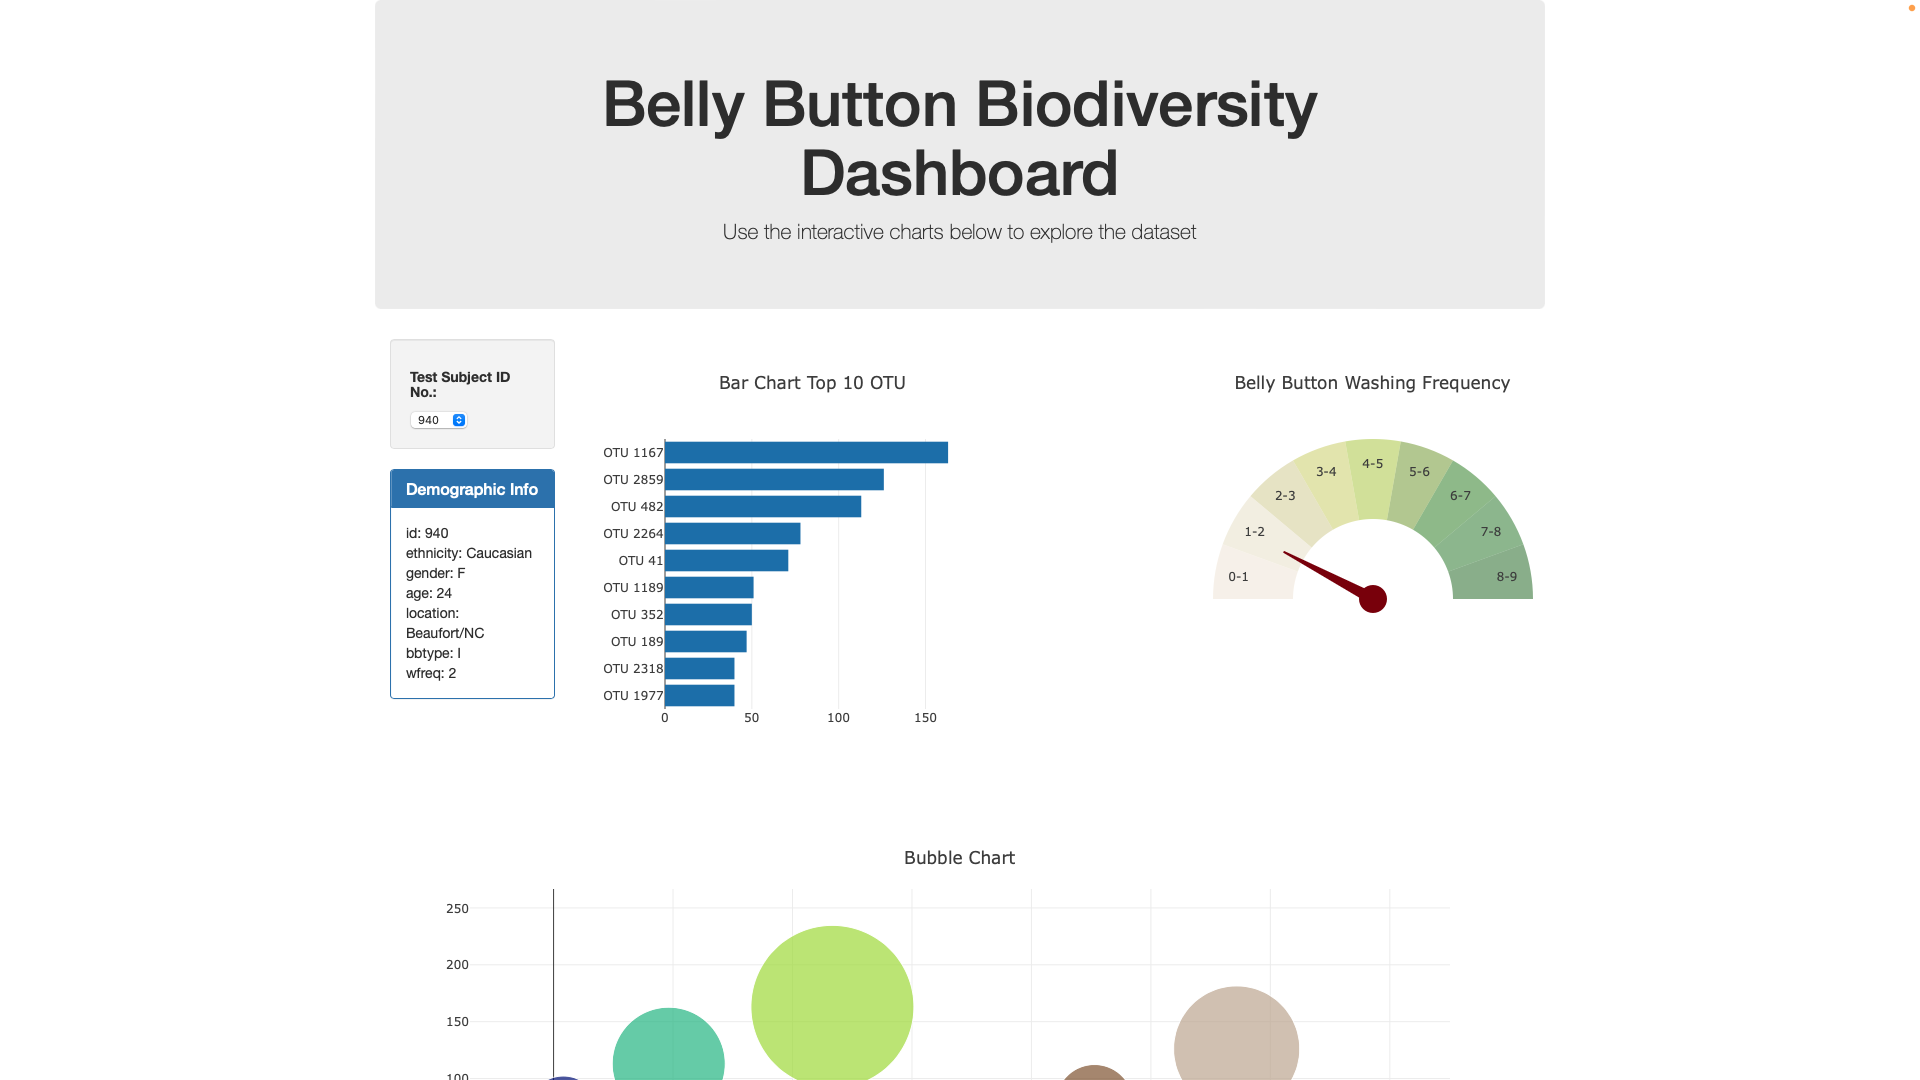 Belly Button Biodiversity
Dashboard
Use the interactive charts below to explore the dataset
Test Subject ID
No.:
940
Demographic Info
id: 940
ethnicity: Caucasian
gender: F
age: 24
location:
Beaufort/NC
bbtype: I
wfreq: 2
Bar Chart Top 10 OTU
OTU 1167
OTU 2859
OTU 482
OTU 2264
OTU 41
OTU 1189
OTU 352
OTU 189
OTU 2318
OTU 1977
0 50 100 150
Belly Button Washing Frequency
0-1
1-2
2-3
3-4
4-5
5-6
6-7
7-8
8-9
Bubble Chart
250
200
150
100